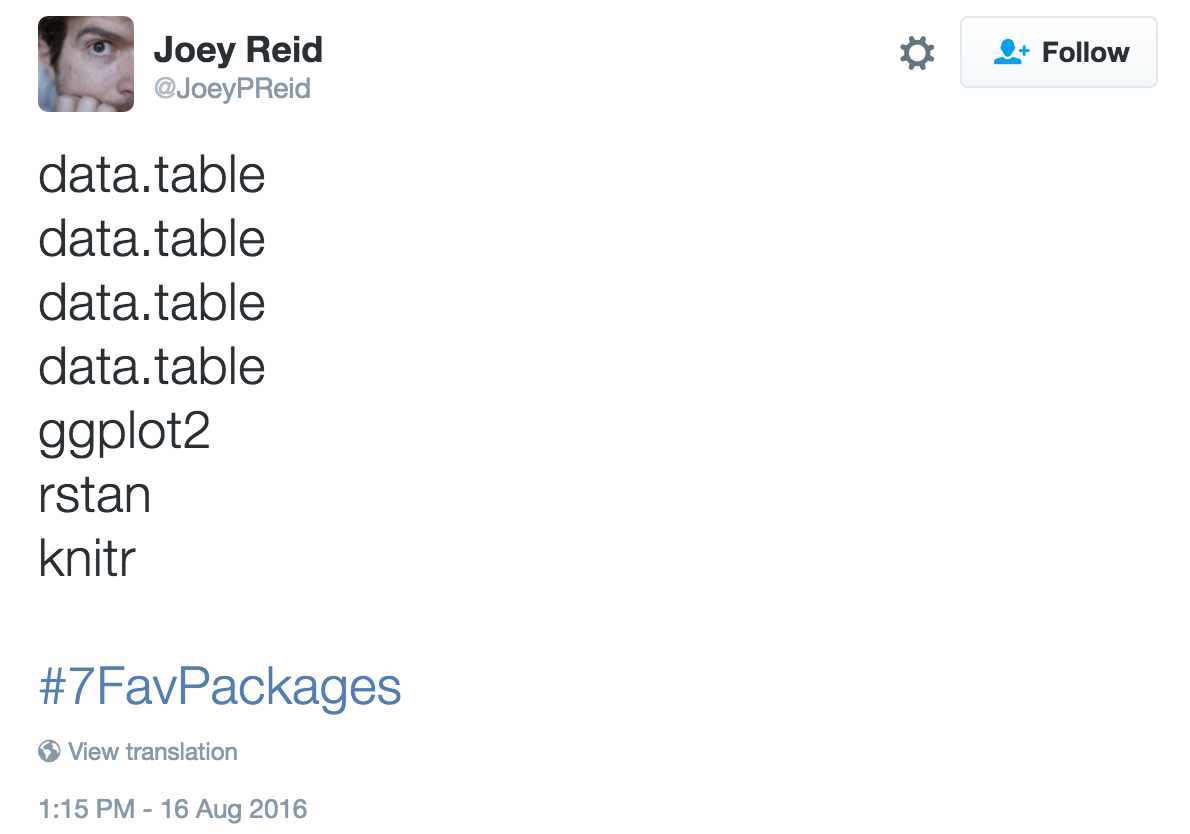 Joey Reid
@JoeyPReid
Follow
data.table
data.table
data.table
data.table
ggplot2
rstan
knitr
#7FavPackages
View translation
1:15 PM - 16 Aug 2016